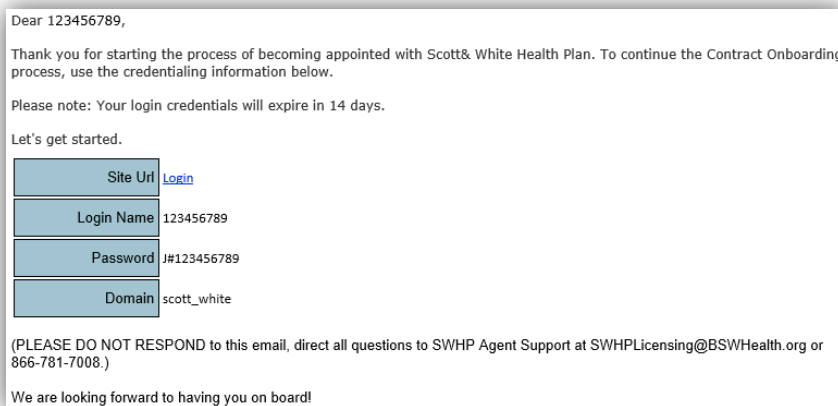 Dear 123456789,
Thank you for starting the process of becoming appointed with Scott& White Health Plan. To continue the Contract Onboarding
process, use the credentialing information below.
Please note: Your login credentials will expire in 14 days.
Let's get started.
Site Url Login
Login Name 123456789
Password J#123456789
Domain scott_white
(PLEASE DO NOT RESPOND to this email, direct all questions to SWHP Agent Support at SWHPLicensing@BSWHealth.org or
866-781-7008.)
We are looking forward to having you on board!